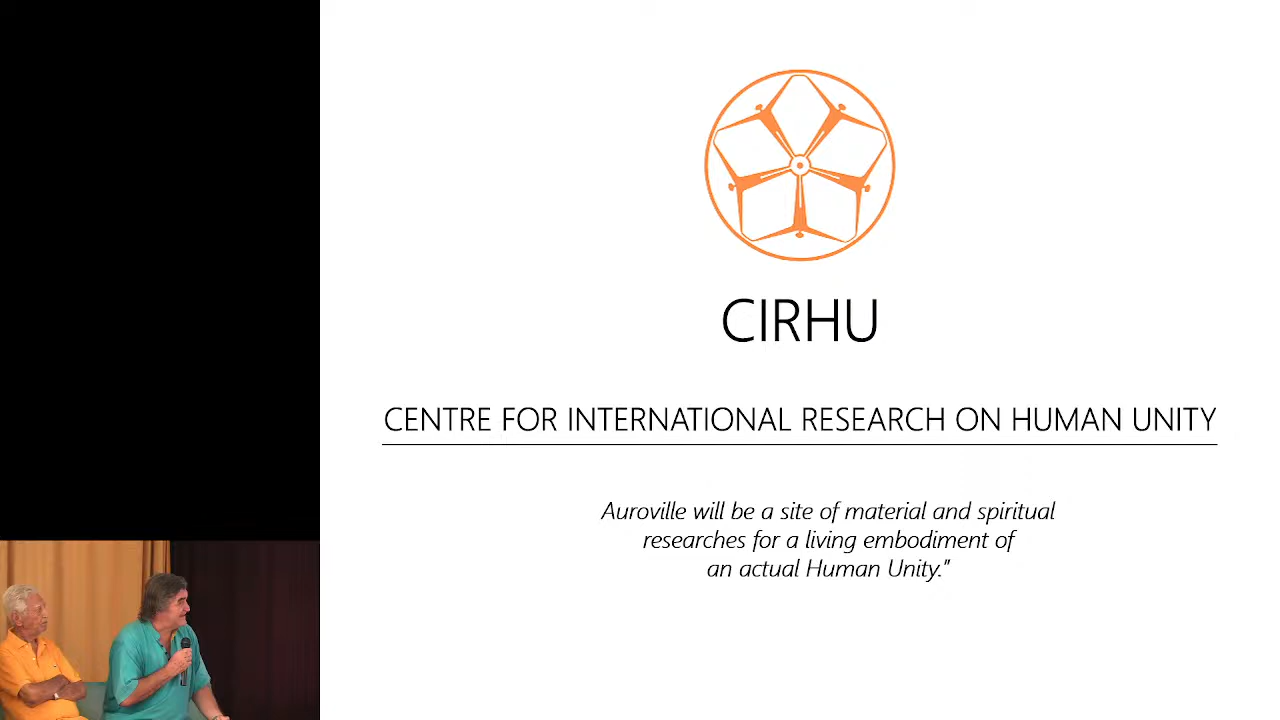 CIRHU
CENTRE FOR INTERNATIONAL RESEARCH ON HUMAN UNITY
Auroville will be a site of material and spiritual
researches for a living embodiment of
an actual Human Unity."